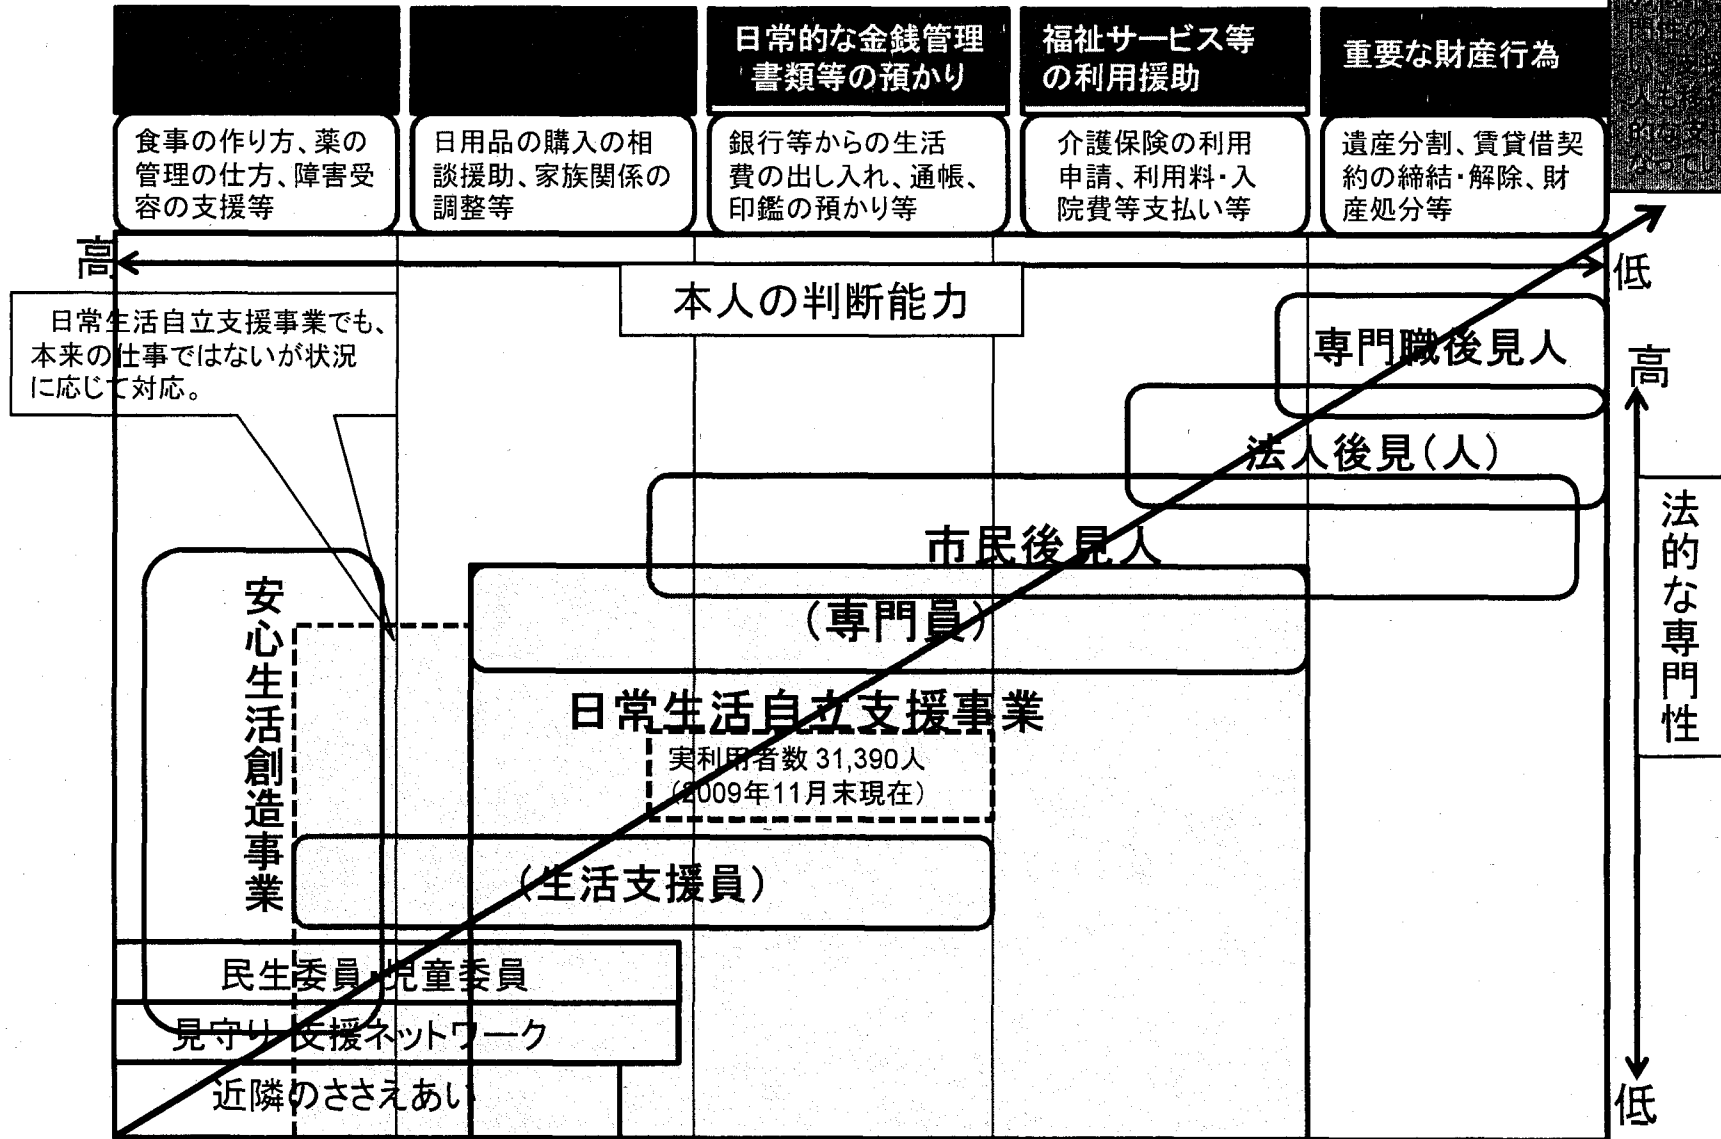 日常的な金銭管理
書類等の預かり
福祉サービス等
の利用援助
重要な財産行為
食事の作り方、薬の
管理の仕方、障害受
容の支援等
日用品の購入の相
談援助、家族関係の
調整等
銀行等からの生活
費の出し入れ、通帳、
印鑑の預かり等
介護保険の利用
申請、利用料・入
院費等支払い等
遺産分割、賃貸借契
約の締結・解除、財
産処分等
高
低
本人の判断能力
日常生活自立支援事業でも、
本来の仕事ではないが状況
に応じて対応。
専門職後見人
高
法人後見(人)
市民後見人
法的な専門性
安心生活創造事業
(専門員)
日常生活自立支援事業
実利用者数 31,390人
(2009年11月末現在)
(生活支援員)
民生委員・児童委員
見守り 支援ネットワーク
近隣のささえあい
低